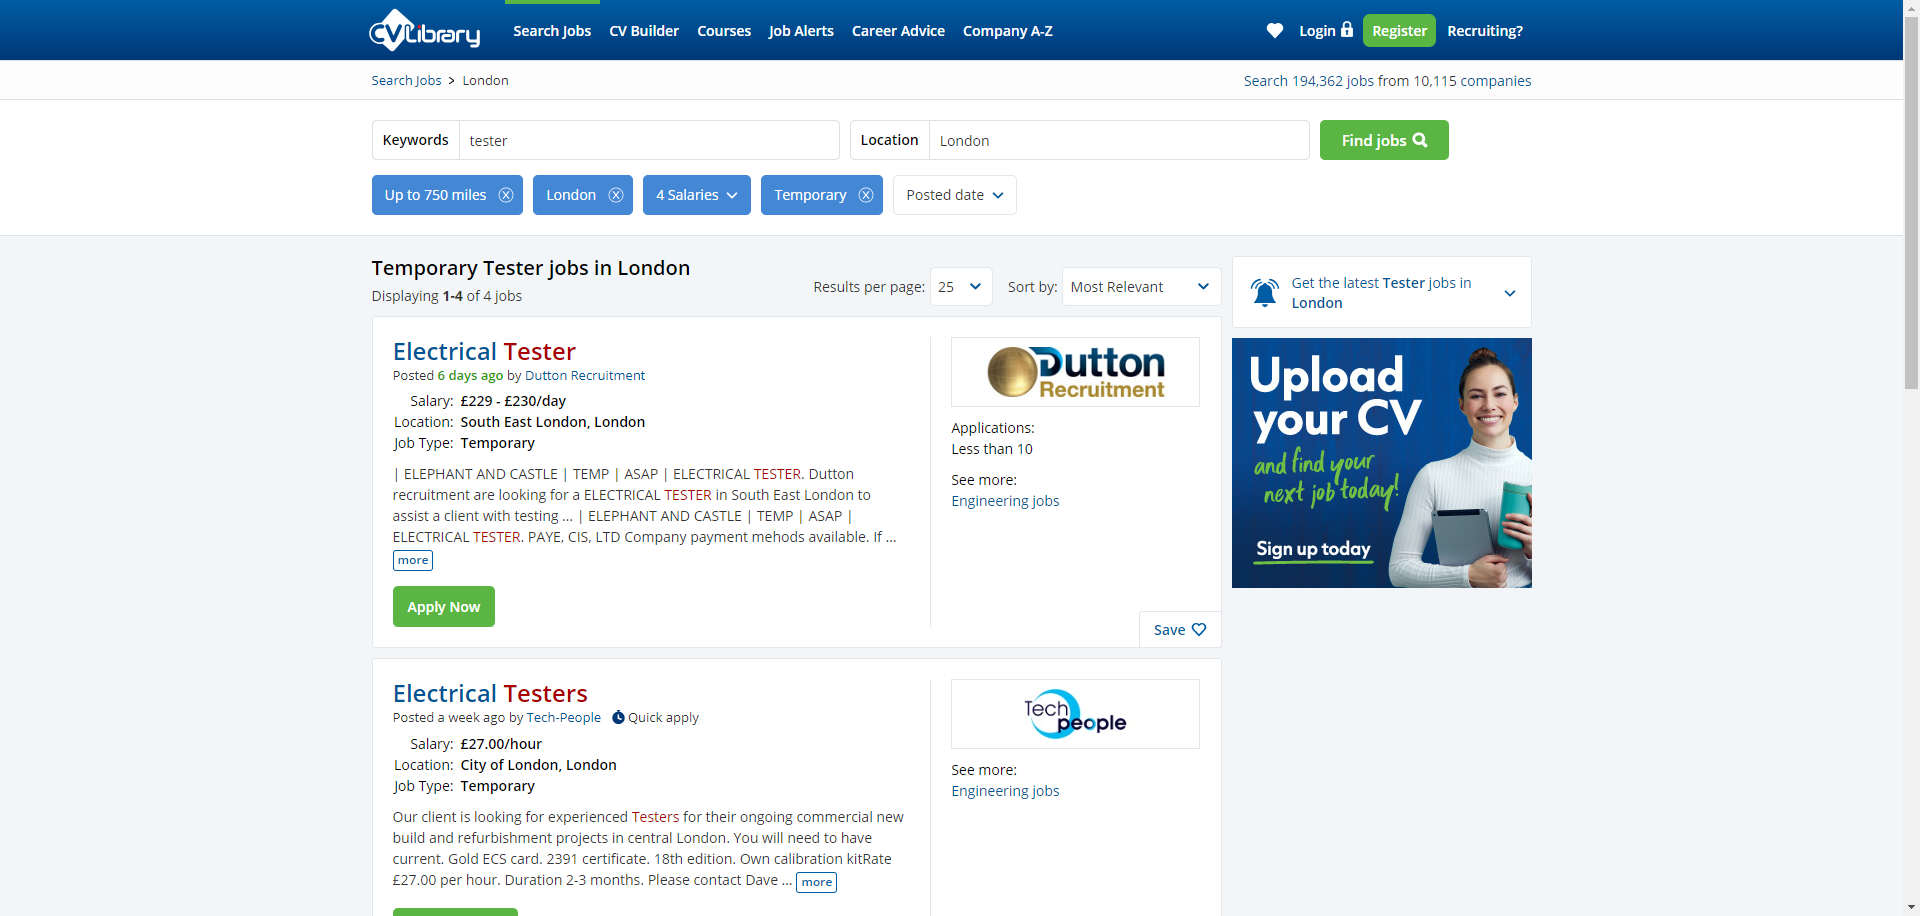 CVLibrary
Search Jobs CV Builder Courses Job Alerts Career Advice Company A-Z Login Register Recruiting?
Search Jobs > London
Search 194,362 jobs from 10,115 companies
Keywords tester Location London Find jobs
Up to 750 miles London 4 Salaries Temporary Posted date
Temporary Tester jobs in London
Displaying 1-4 of 4 jobs
Results per page: 25 Sort by: Most Relevant
Electrical Tester
Posted 6 days ago by Dutton Recruitment
Salary: £229 - £230/day
Location: South East London, London
Job Type: Temporary
| ELEPHANT AND CASTLE | TEMP | ASAP | ELECTRICAL TESTER. Dutton
recruitment are looking for a ELECTRICAL TESTER in South East London to
assist a client with testing ... | ELEPHANT AND CASTLE | TEMP | ASAP |
ELECTRICAL TESTER. PAYE, CIS, LTD Company payment mehods available. If ...
more
Apply Now
Dutton
Recruitment
Applications:
Less than 10
See more:
Engineering jobs
Save
Electrical Testers
Posted a week ago by Tech-People Quick apply
Salary: £27.00/hour
Location: City of London, London
Job Type: Temporary
Our client is looking for experienced Testers for their ongoing commercial new
build and refurbishment projects in central London. You will need to have
current. Gold ECS card. 2391 certificate. 18th edition. Own calibration kitRate
£27.00 per hour. Duration 2-3 months. Please contact Dave ... more
Tech
people
See more:
Engineering jobs
Get the latest Tester jobs in
London
Upload
your CV
and find your
next job today!
Sign up today